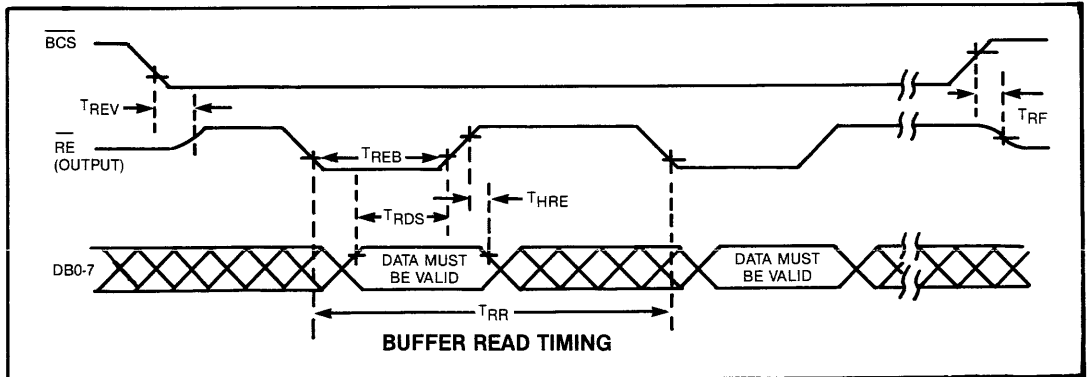 BCS
TREV
TRF
RE
(OUTPUT)
TREB
THRE
TRDS
DB0-7
DATA MUST
BE VALID
DATA MUST
BE VALID
TRR
BUFFER READ TIMING